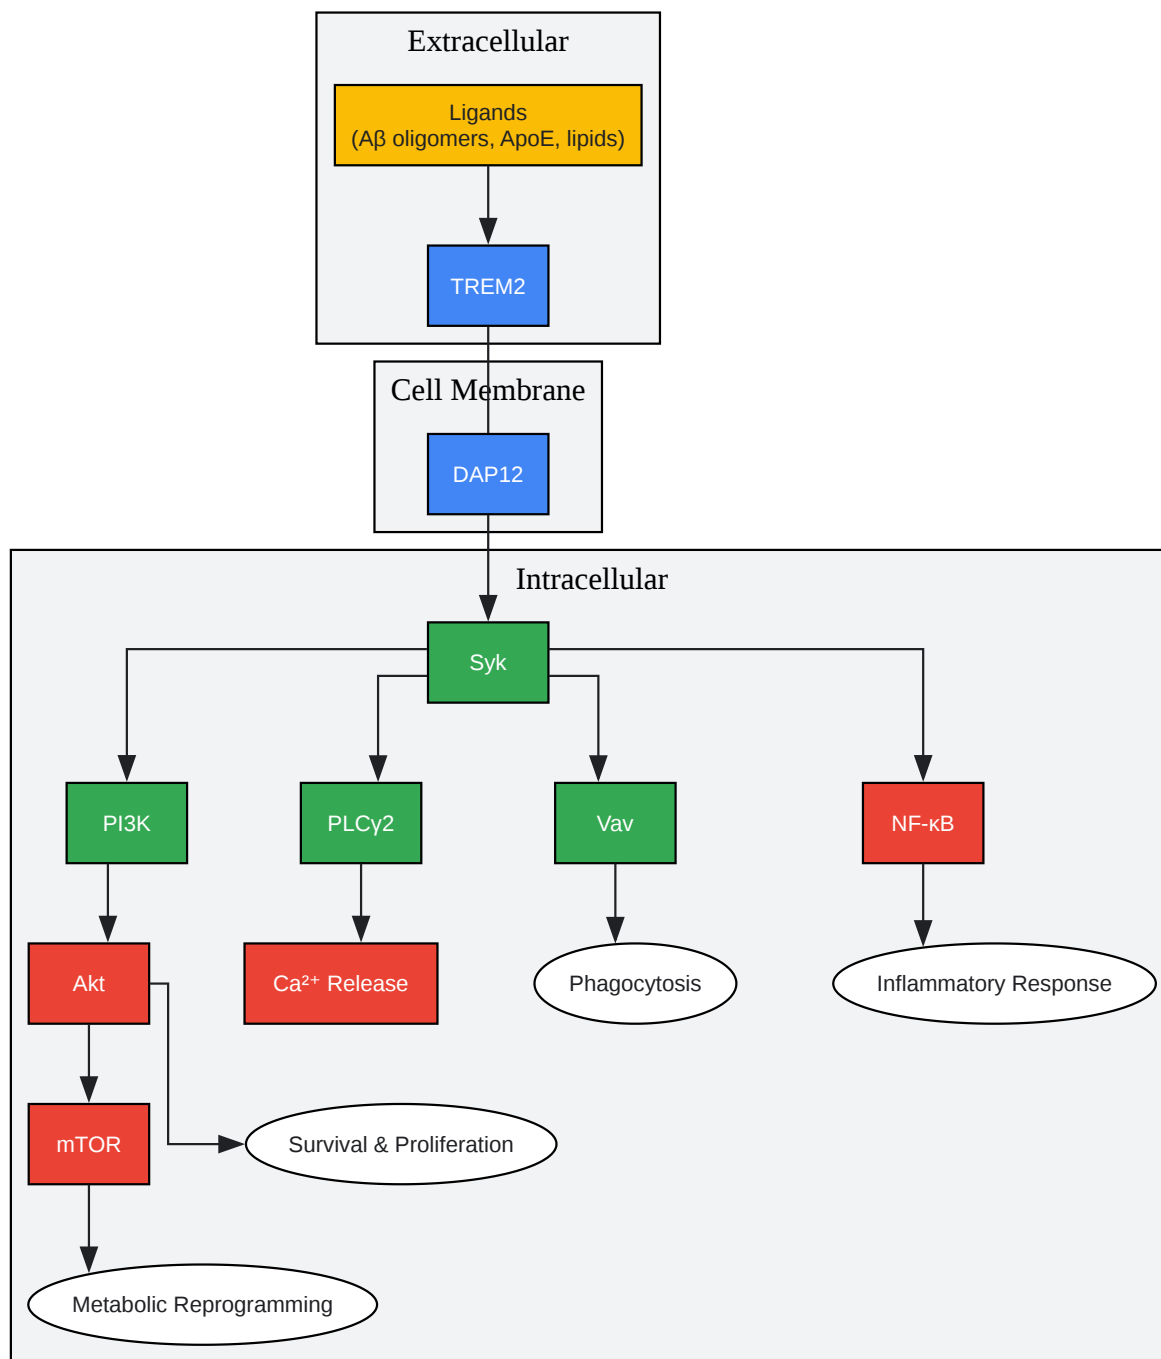 Extracellular
Ligands
(Aβ oligomers, ApoE, lipids)
TREM2
Cell Membrane
DAP12
Intracellular
Syk
PI3K
PLCγ2
Vav
NF-κB
Akt
Ca²⁺ Release
Phagocytosis
Inflammatory Response
mTOR
Survival & Proliferation
Metabolic Reprogramming